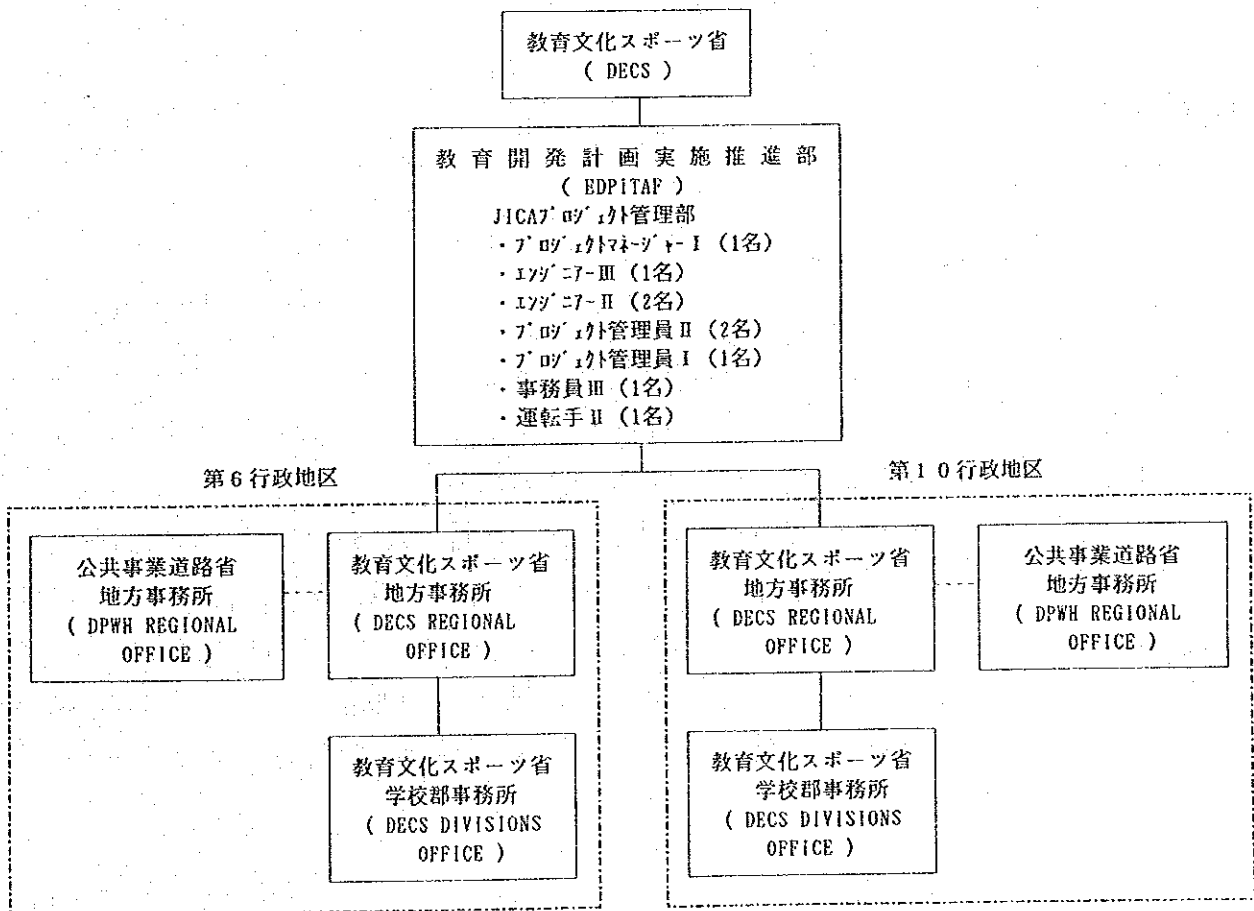 教育文化スポーツ省
( DECS )
教育開発計画実施推進部
( EDPITAF )
JICAプロジェクト管理部
・プロジェクトマネージャーⅠ (1名)
・エンジニアーⅢ (1名)
・エンジニアーⅡ (2名)
・プロジェクト管理員Ⅱ (2名)
・プロジェクト管理員Ⅰ (1名)
・事務員Ⅲ (1名)
・運転手Ⅱ (1名)
第6行政地区
公共事業道路省
地方事務所
( DPWH REGIONAL
OFFICE )
教育文化スポーツ省
地方事務所
( DECS REGIONAL
OFFICE )
教育文化スポーツ省
学校郡事務所
( DECS DIVISIONS
OFFICE )
第10行政地区
教育文化スポーツ省
地方事務所
( DECS REGIONAL
OFFICE )
公共事業道路省
地方事務所
( DPWH REGIONAL
OFFICE )
教育文化スポーツ省
学校郡事務所
( DECS DIVISIONS
OFFICE )